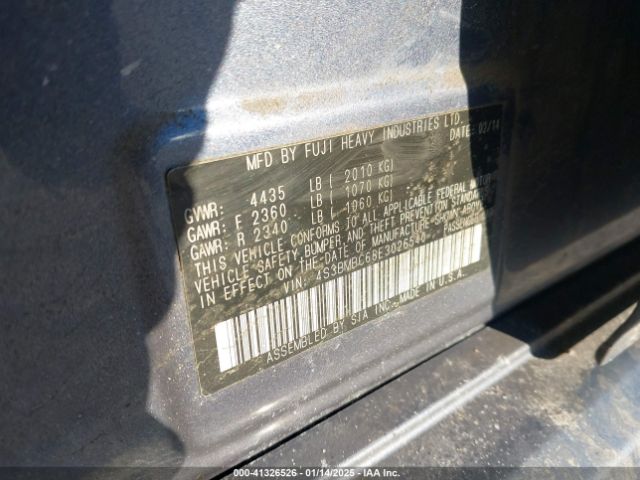 MFD BY FUJI HEAVY INDUSTRIES LTD.
DATE: 02/14
GVWR: 4435 LB ( 2010 KG)
GAWR: F 2360 LB ( 1070 KG)
GAWR: R 2340 LB ( 1060 KG)
THIS VEHICLE CONFORMS TO ALL APPLICABLE FEDERAL MOTOR
VEHICLE SAFETY, BUMPER, AND THEFT PREVENTION STANDARDS
IN EFFECT ON THE DATE OF MANUFACTURE SHOWN ABOVE.
VIN: PASSENGER
ASSEMBLED BY SIA INC. MADE IN U.S.A.
000-41326526 - 01/14/2025 - IAA Inc.